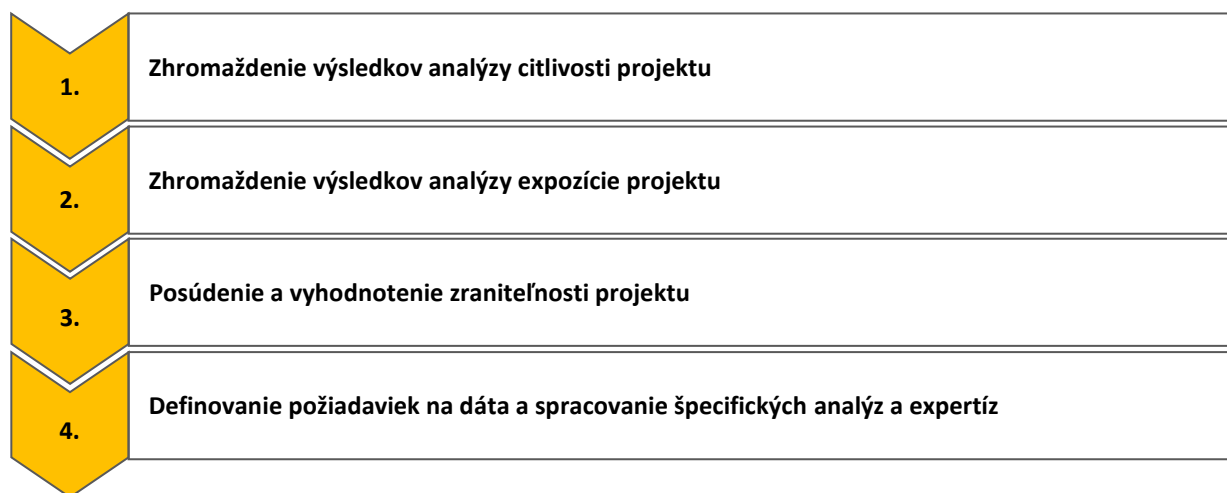 1.
Zhromaždenie výsledkov analýzy citlivosti projektu
2.
Zhromaždenie výsledkov analýzy expozície projektu
3.
Posúdenie a vyhodnotenie zraniteľnosti projektu
4.
Definovanie požiadaviek na dáta a spracovanie špecifických analýz a expertíz